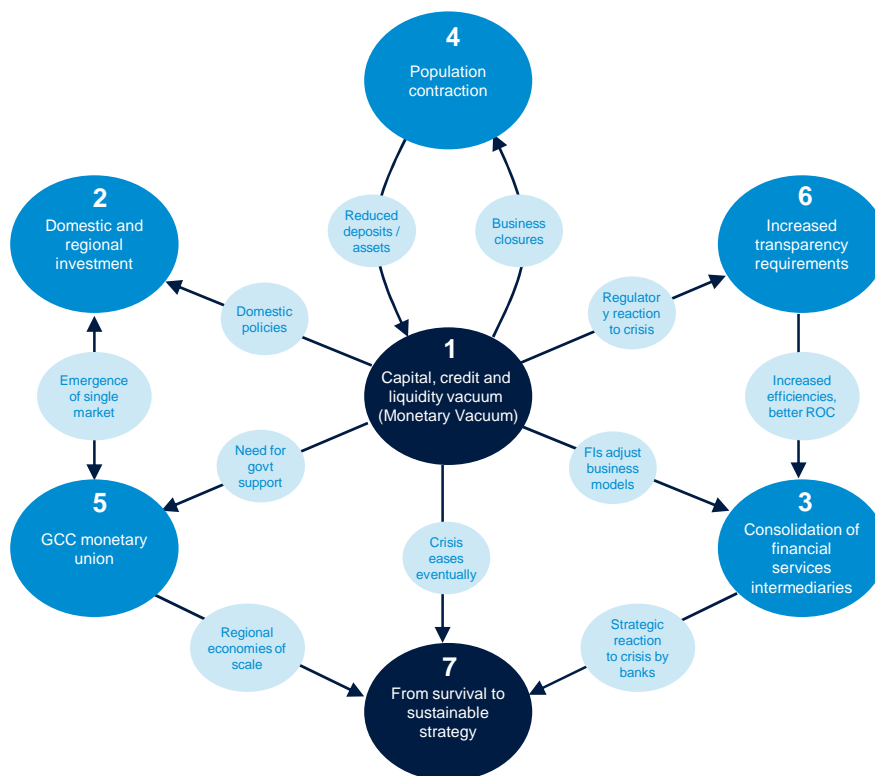 4
Population
contraction
2
Domestic and
regional
investment
6
Increased
transparency
requirements
Reduced
deposits /
assets
Business
closures
Domestic
policies
Regulator
y reaction
to crisis
1
Capital, credit and
liquidity vacuum
(Monetary Vacuum)
Emergence
of single
market
Increased
efficiencies,
better ROC
Need for
govt
support
FIs adjust
business
models
5
GCC monetary
union
3
Consolidation of
financial
services
intermediaries
Crisis
eases
eventually
Regional
economies of
scale
Strategic
reaction
to crisis by
banks
7
From survival to
sustainable
strategy